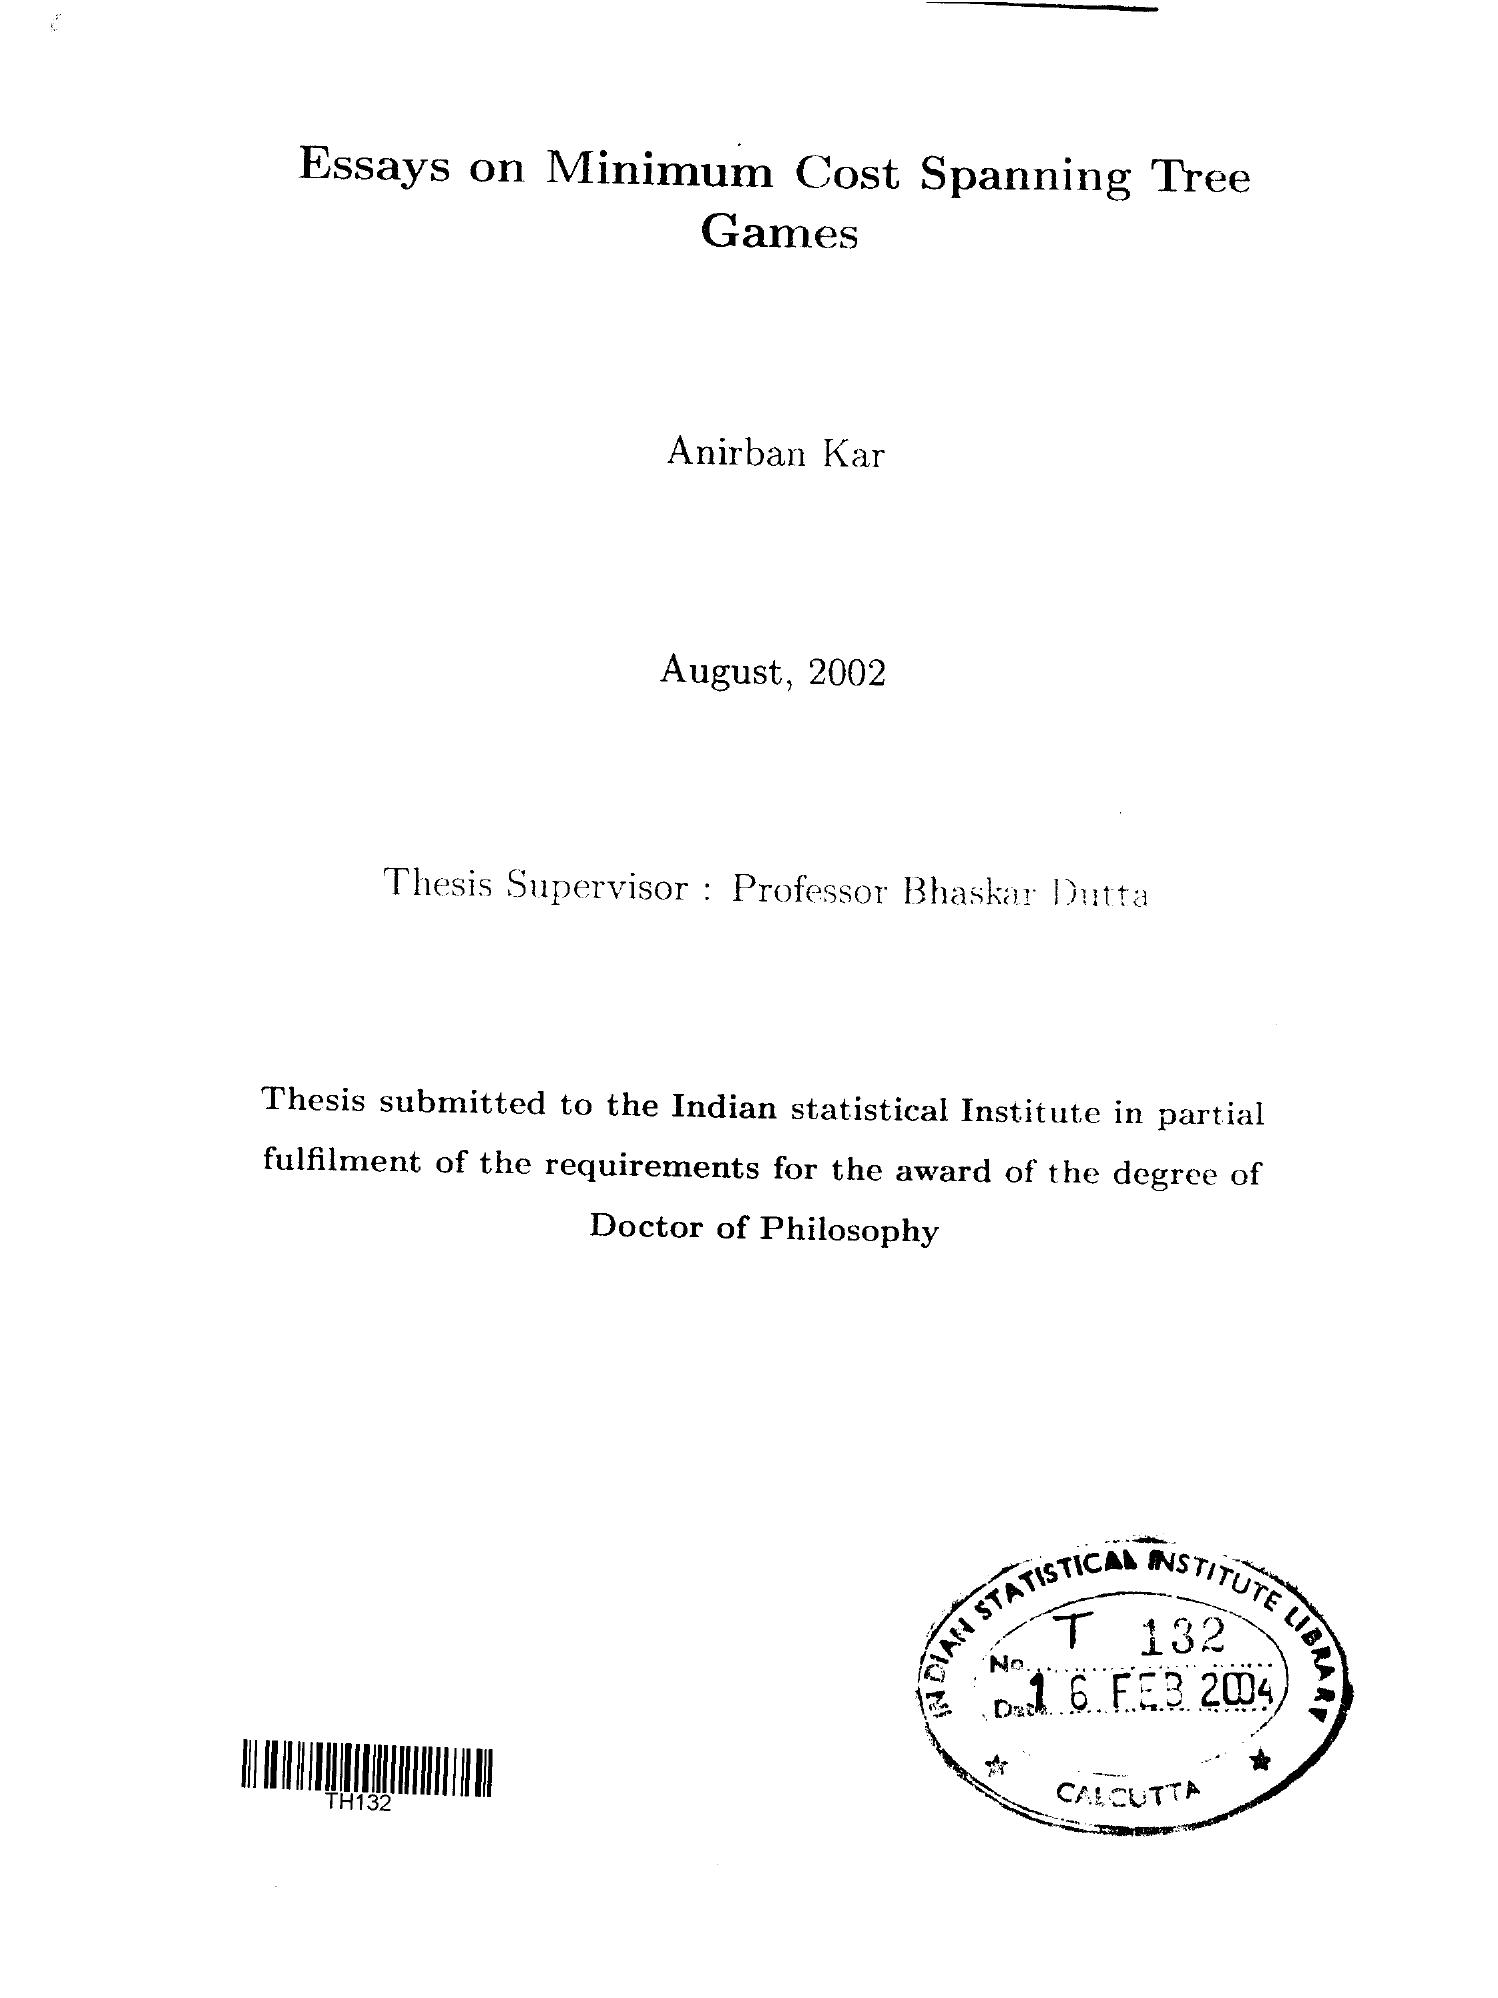 Essays on Minimum Cost Spanning Tree
Games
Anirban Kar
August, 2002
Thesis Supervisor : Professor Bhaskar Dutta
Thesis submitted to the Indian statistical Institute in partial
fulfilment of the requirements for the award of the degree of
Doctor of Philosophy
INDIAN STATISTICAL INSTITUTE LIBRARY
No. T 132
Date 16 FEB 2004
CALCUTTA
TH132